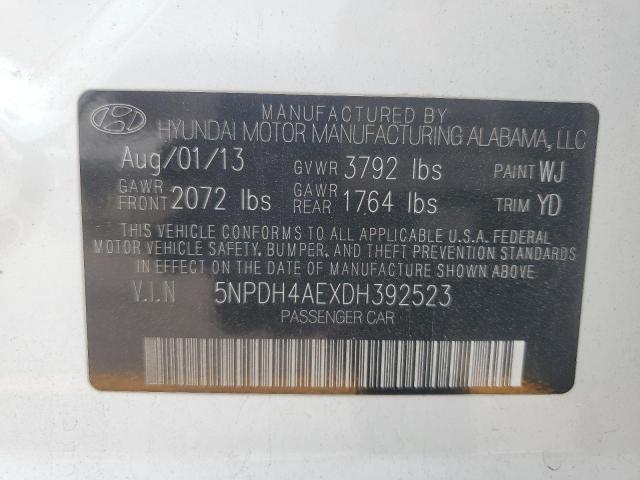 MANUFACTURED BY
HYUNDAI MOTOR MANUFACTURING ALABAMA, LLC
Aug/01/13 GVWR 3792 lbs PAINT WJ
GAWR FRONT 2072 lbs GAWR REAR 1764 lbs TRIM YD
THIS VEHICLE CONFORMS TO ALL APPLICABLE U.S.A. FEDERAL
MOTOR VEHICLE SAFETY, BUMPER, AND THEFT PREVENTION STANDARDS
IN EFFECT ON THE DATE OF MANUFACTURE SHOWN ABOVE.
V.I.N 5NPDH4AEXDH392523
PASSENGER CAR